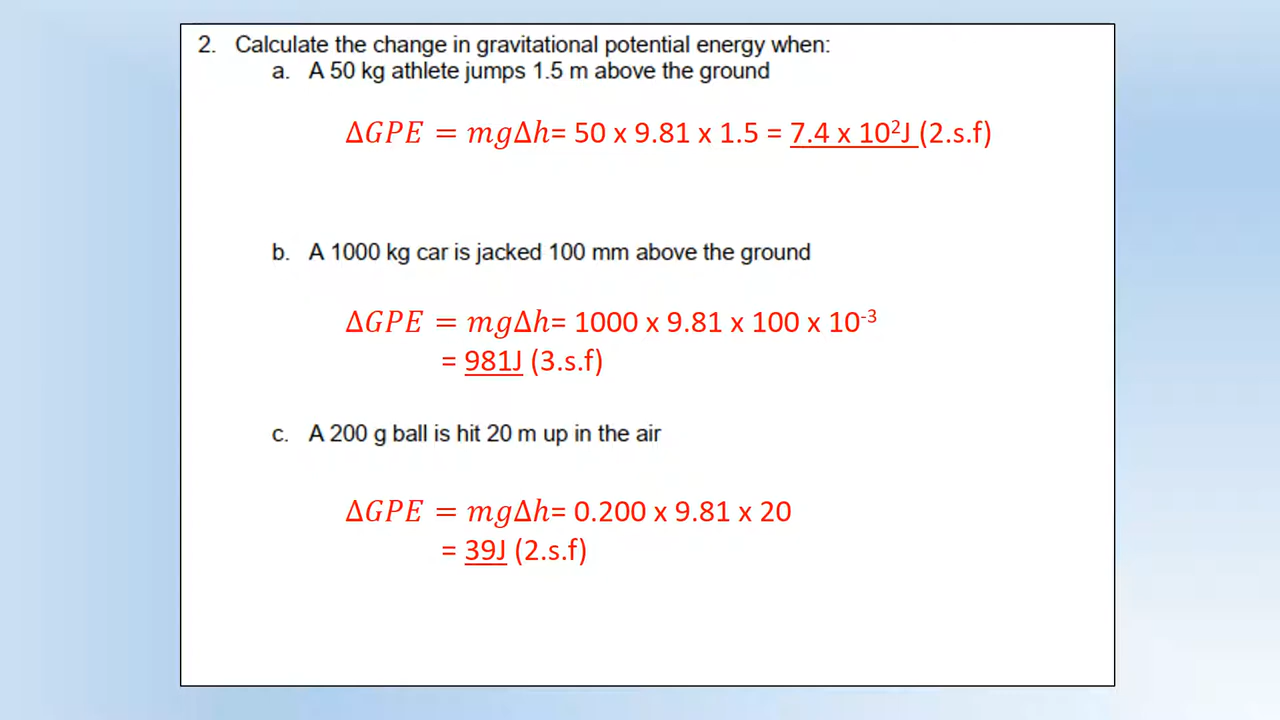 2. Calculate the change in gravitational potential energy when:
a. A 50 kg athlete jumps 1.5 m above the ground
ΔGPE = mgΔh= 50 x 9.81 x 1.5 = 7.4 x 10²J (2.s.f)
b. A 1000 kg car is jacked 100 mm above the ground
ΔGPE = mgΔh= 1000 x 9.81 x 100 x 10⁻³
= 981J (3.s.f)
c. A 200 g ball is hit 20 m up in the air
ΔGPE = mgΔh= 0.200 x 9.81 x 20
= 39J (2.s.f)